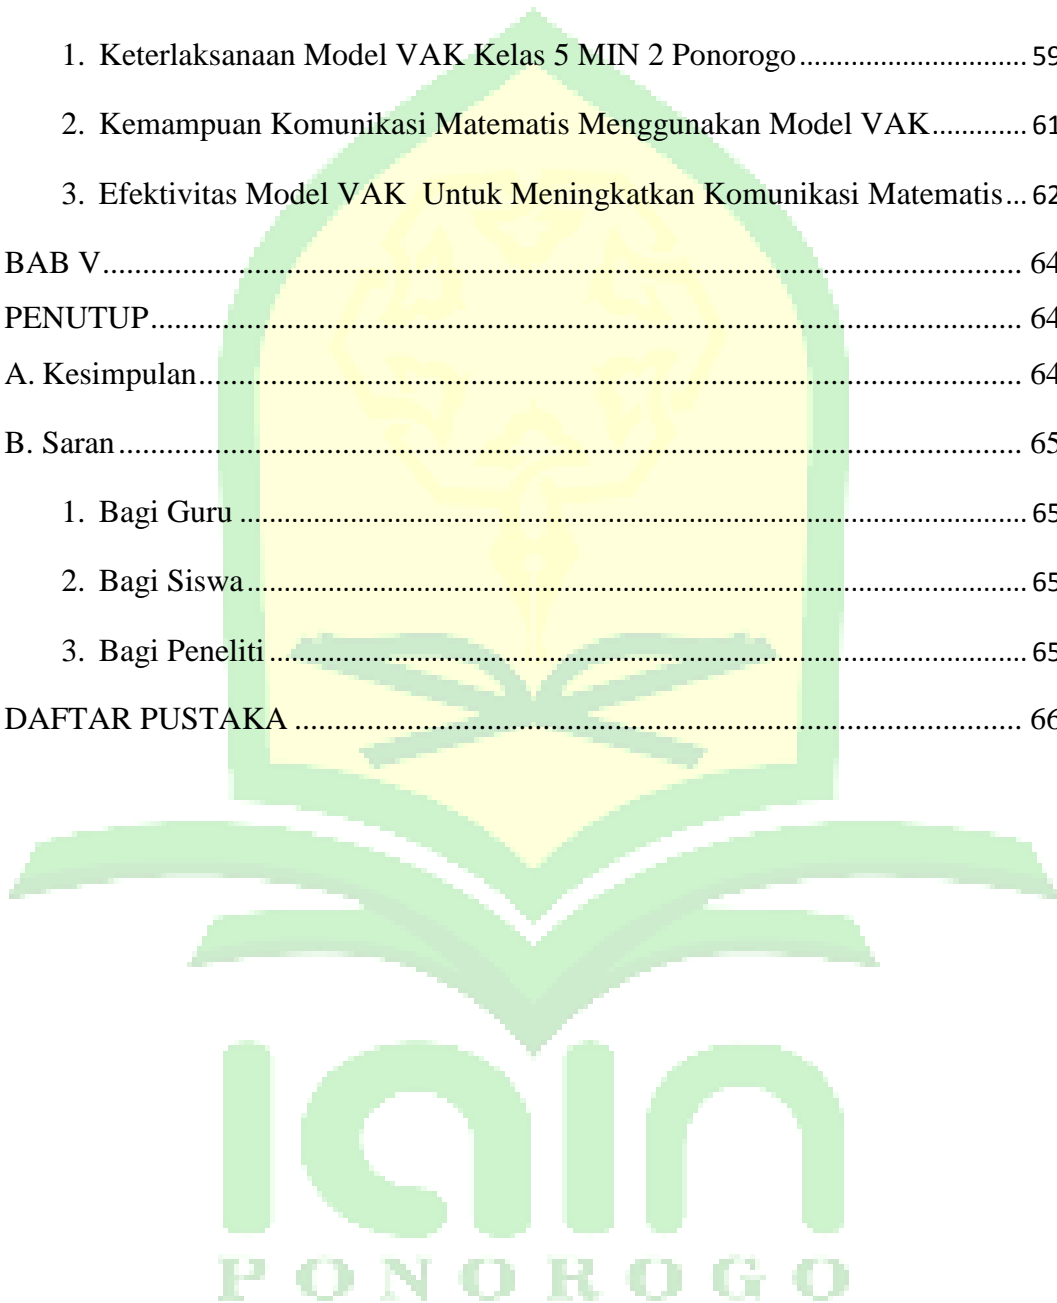 1. Keterlaksanaan Model VAK Kelas 5 MIN 2 Ponorogo............................. 59
2. Kemampuan Komunikasi Matematis Menggunakan Model VAK............ 61
3. Efektivitas Model VAK  Untuk Meningkatkan Komunikasi Matematis... 62
BAB V.................................................................................................................... 64
PENUTUP.............................................................................................................. 64
A. Kesimpulan........................................................................................................ 64
B. Saran.................................................................................................................. 65
1. Bagi Guru .................................................................................................... 65
2. Bagi Siswa................................................................................................... 65
3. Bagi Peneliti................................................................................................ 65
DAFTAR PUSTAKA ............................................................................................ 66
iain
PONOROGO